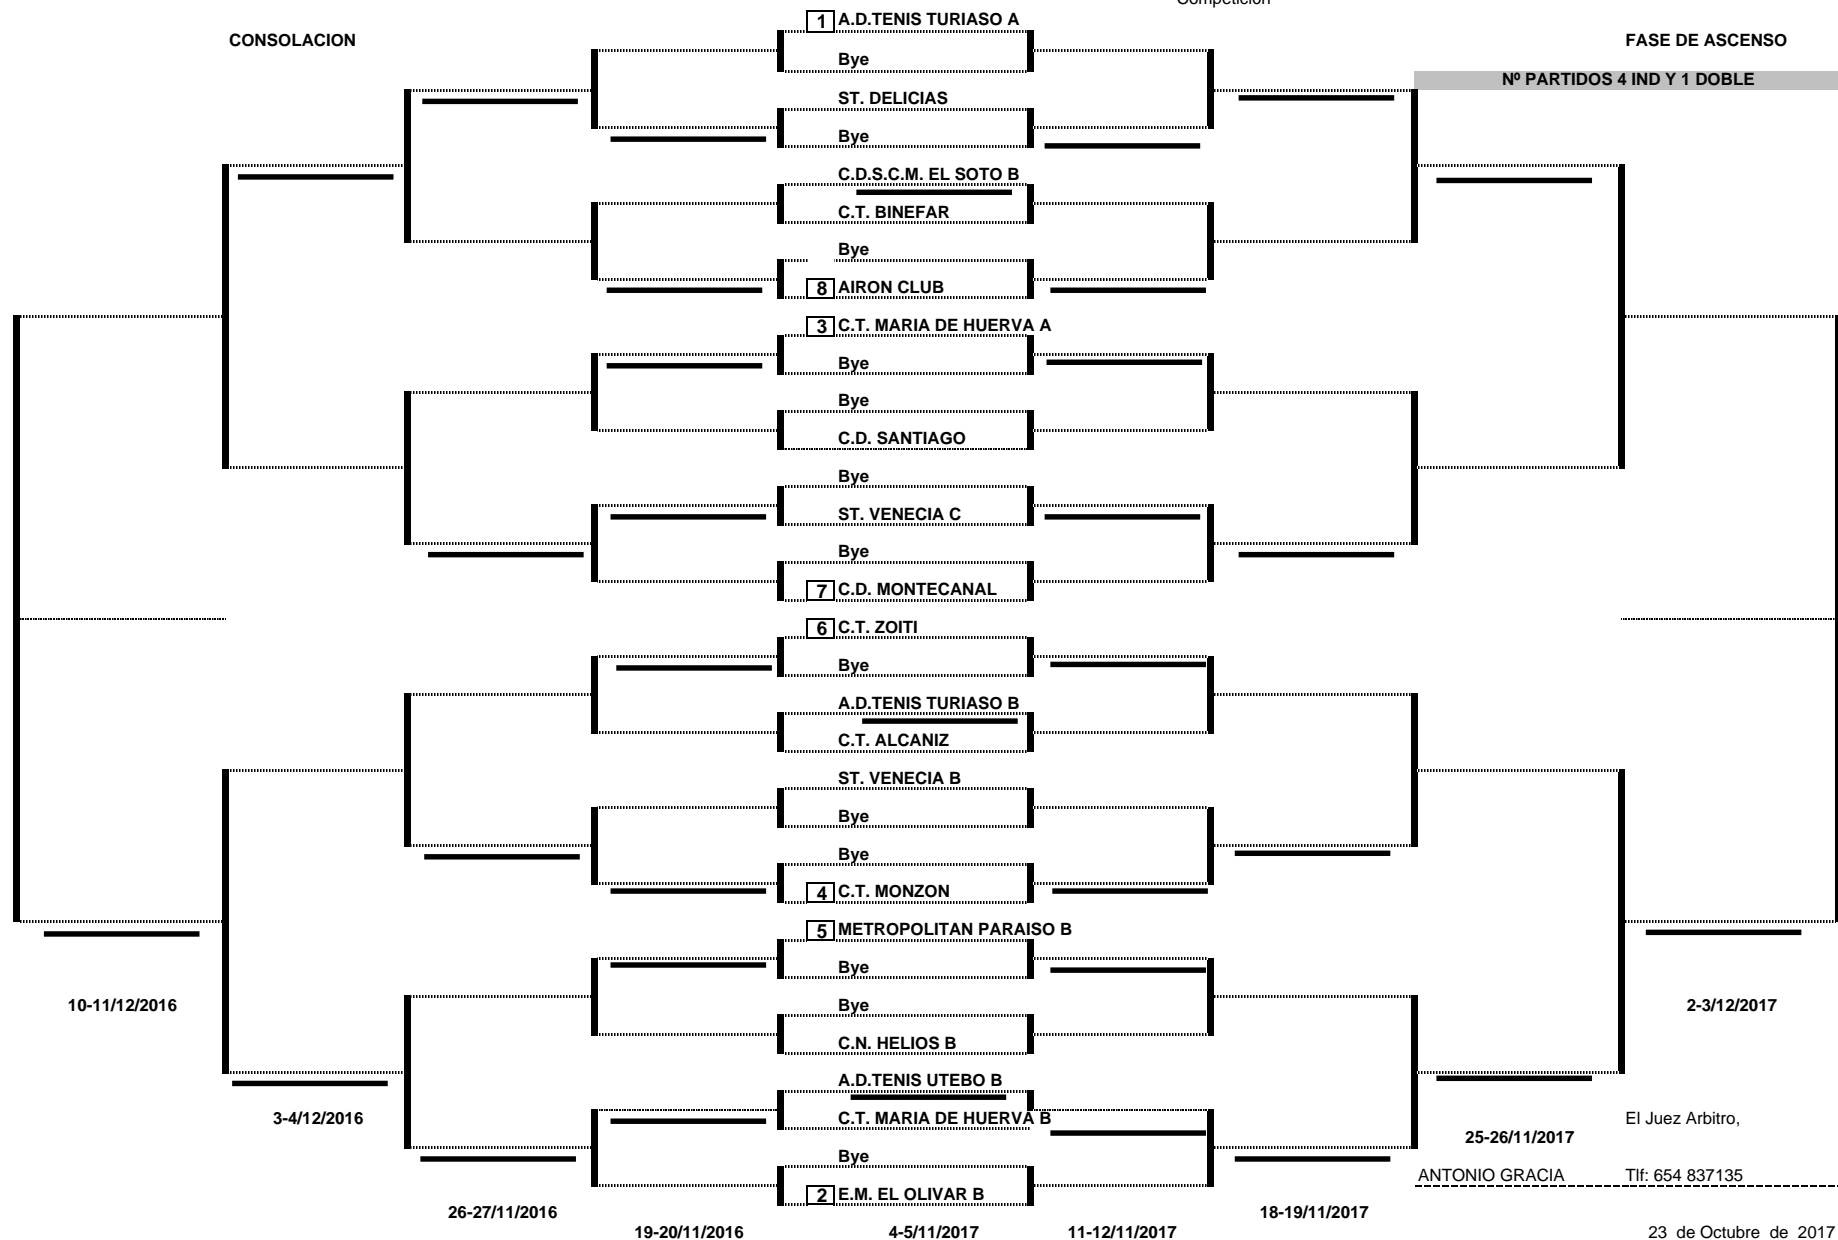 Competición
1 A.D.TENIS TURIASO A
CONSOLACION
FASE DE ASCENSO
Bye
Nº PARTIDOS 4 IND Y 1 DOBLE
ST. DELICIAS
Bye
C.D.S.C.M. EL SOTO B
C.T. BINEFAR
Bye
8 AIRON CLUB
3 C.T. MARIA DE HUERVA A
Bye
Bye
C.D. SANTIAGO
Bye
ST. VENECIA C
Bye
7 C.D. MONTECANAL
6 C.T. ZOITI
Bye
A.D.TENIS TURIASO B
C.T. ALCANIZ
ST. VENECIA B
Bye
Bye
4 C.T. MONZON
5 METROPOLITAN PARAISO B
Bye
10-11/12/2016
Bye
2-3/12/2017
C.N. HELIOS B
A.D.TENIS UTEBO B
3-4/12/2016
C.T. MARIA DE HUERVA B
El Juez Arbitro,
25-26/11/2017
Bye
ANTONIO GRACIA Tlf: 654 837135
2 E.M. EL OLIVAR B
26-27/11/2016
18-19/11/2017
19-20/11/2016
4-5/11/2017
11-12/11/2017
23 de Octubre de 2017